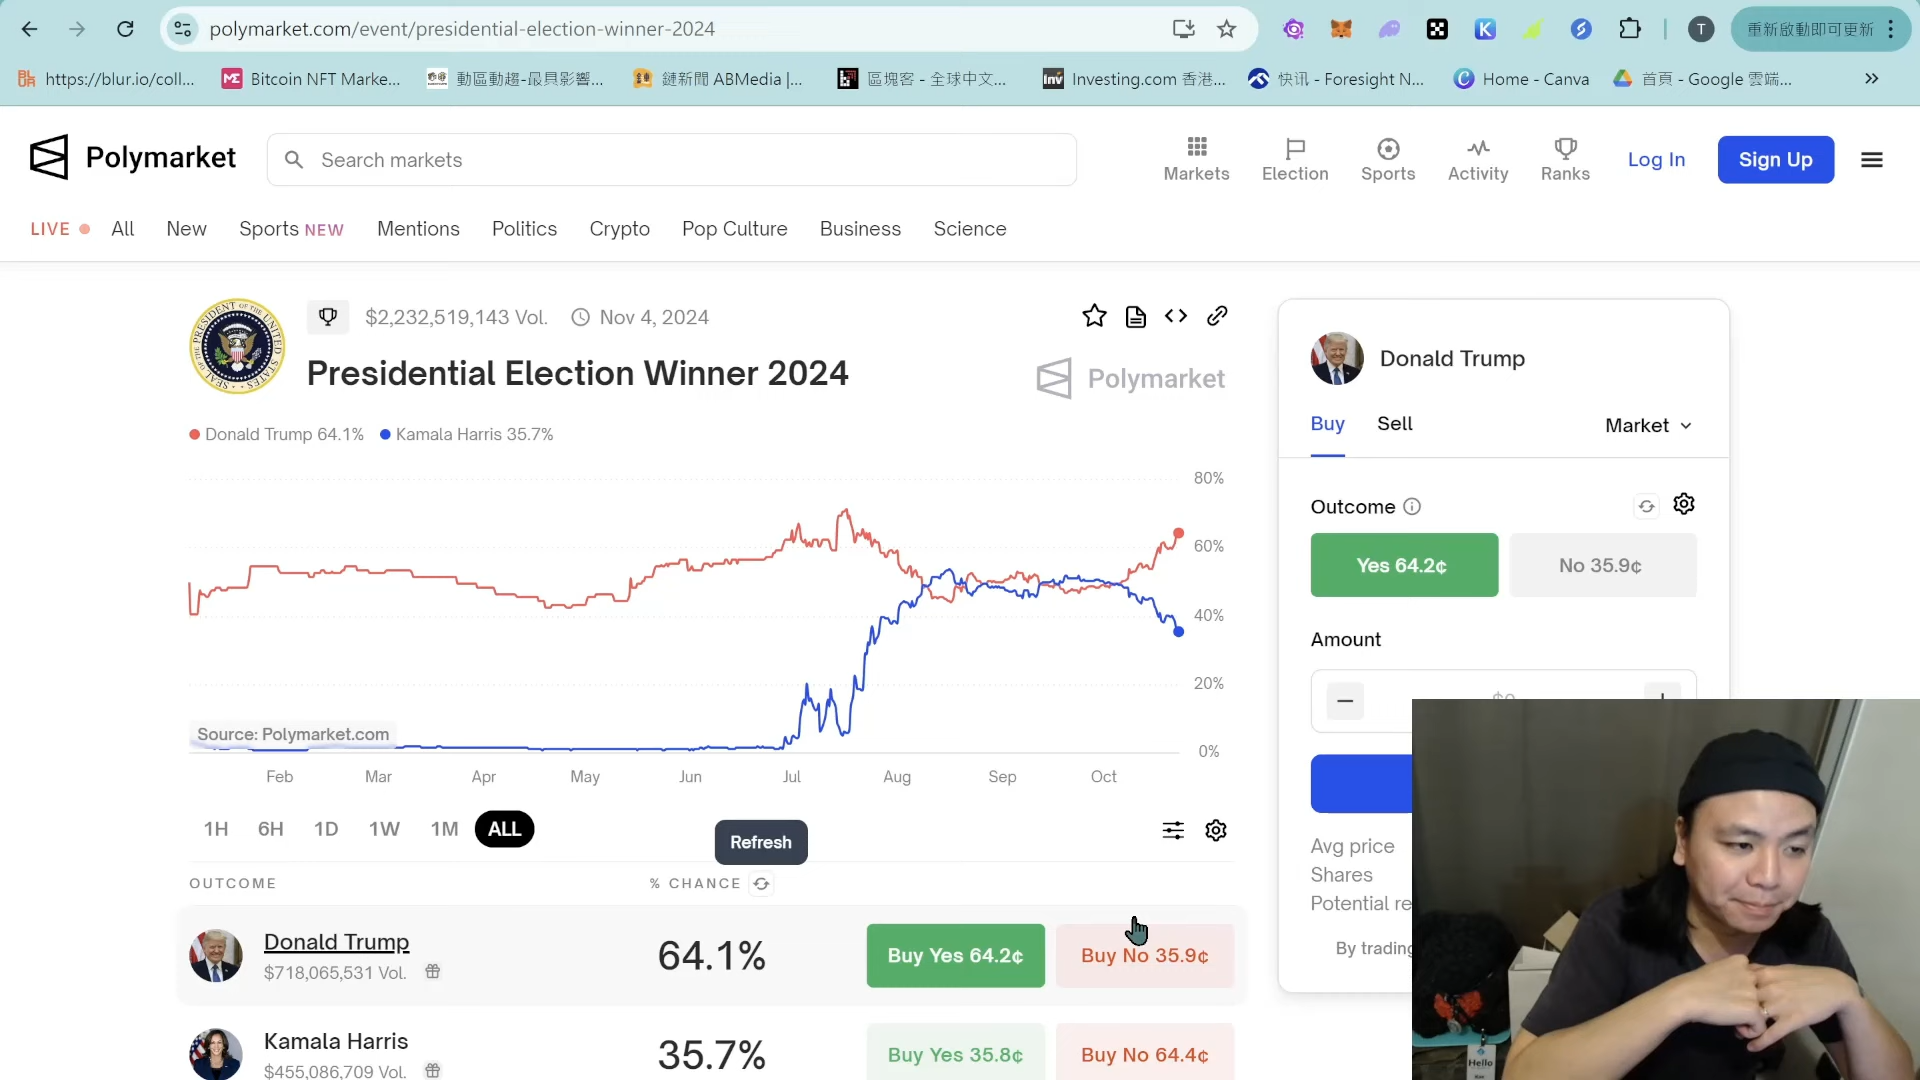 polymarket.com/event/presidential-election-winner-2024
T
重新啟動即可更新
https://blur.io/coll...
Bitcoin NFT Marke...
動區動趨-最具影響...
鏈新聞 ABMedia |...
區塊客 - 全球中文...
Investing.com 香港...
快讯 - Foresight N...
Home - Canva
首頁 - Google 雲端...
Polymarket
Search markets
Markets
Election
Sports
Activity
Ranks
Log In
Sign Up
LIVE
All
New
Sports NEW
Mentions
Politics
Crypto
Pop Culture
Business
Science
$2,232,519,143 Vol.
Nov 4, 2024
Presidential Election Winner 2024
Polymarket
Donald Trump 64.1%
Kamala Harris 35.7%
80%
60%
40%
20%
0%
Source: Polymarket.com
Feb
Mar
Apr
May
Jun
Jul
Aug
Sep
Oct
1H
6H
1D
1W
1M
ALL
Refresh
OUTCOME
% CHANCE
Donald Trump
$718,065,531 Vol.
64.1%
Buy Yes 64.2¢
Buy No 35.9¢
Kamala Harris
$455,086,709 Vol.
35.7%
Buy Yes 35.8¢
Buy No 64.4¢
Donald Trump
Buy
Sell
Market
Outcome
Yes 64.2¢
No 35.9¢
Amount
Avg price
Shares
Potential re
By trading
Hello